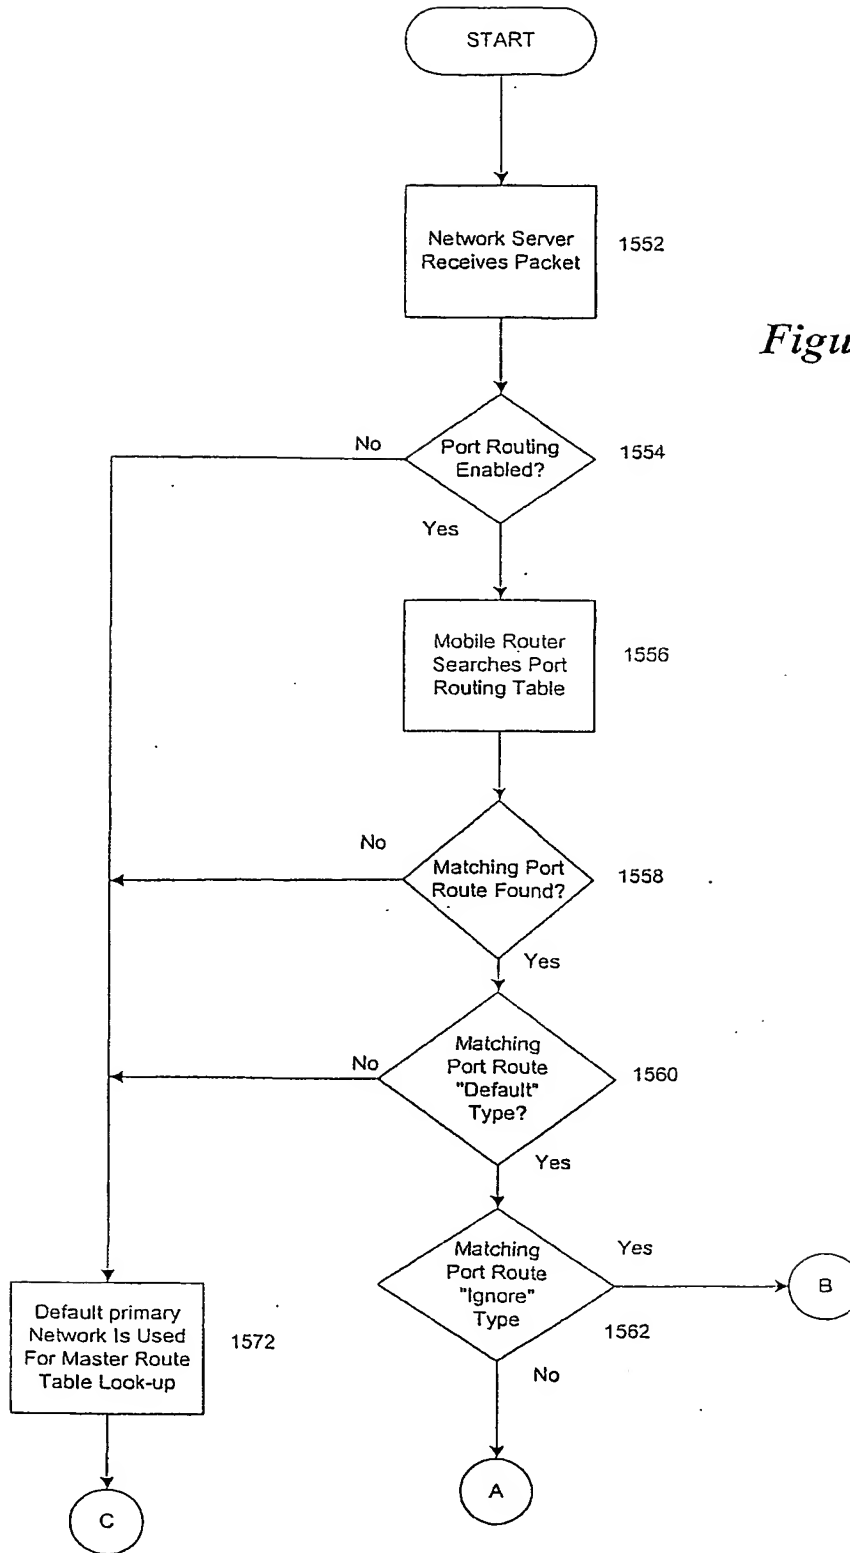 START
Network Server
Receives Packet
1552
Figu
No
Port Routing
Enabled?
1554
Yes
Mobile Router
Searches Port
Routing Table
1556
No
Matching Port
Route Found?
1558
Yes
No
Matching
Port Route
"Default"
Type?
1560
Yes
Matching
Port Route
"Ignore"
Type
Yes
B
1562
Default primary
Network Is Used
For Master Route
Table Look-up
1572
No
A
C